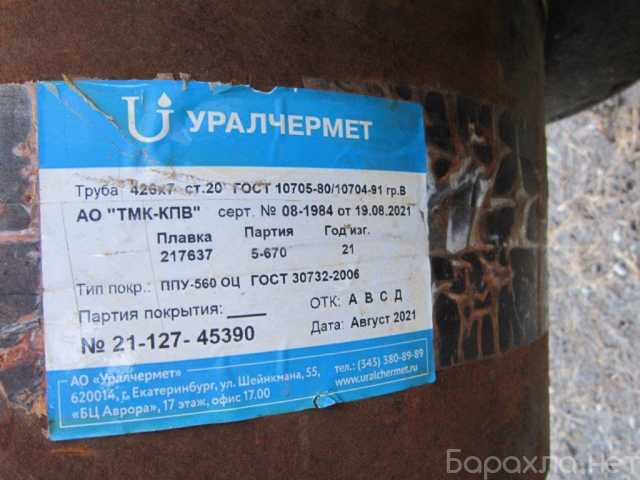 УРАЛЧЕРМЕТ
Труба 426х7 ст.20 ГОСТ 10705-80/10704-91 гр.В
АО "ТМК-КПВ" серт. № 08-1984 от 19.08.2021
Плавка Партия Год изг.
217637 5-670 21
Тип покр.: ППУ-560 ОЦ ГОСТ 30732-2006
Партия покрытия: ____ ОТК: А В С Д
№ 21-127- 45390 Дата: Август 2021
АО «Уралчермет» тел.: (343) 380-89-89
620014, г. Екатеринбург, ул. Шейнкмана, 55, www.uralchermet.ru
«БЦ Аврора», 17 этаж, офис 17.00
Барахла.нет